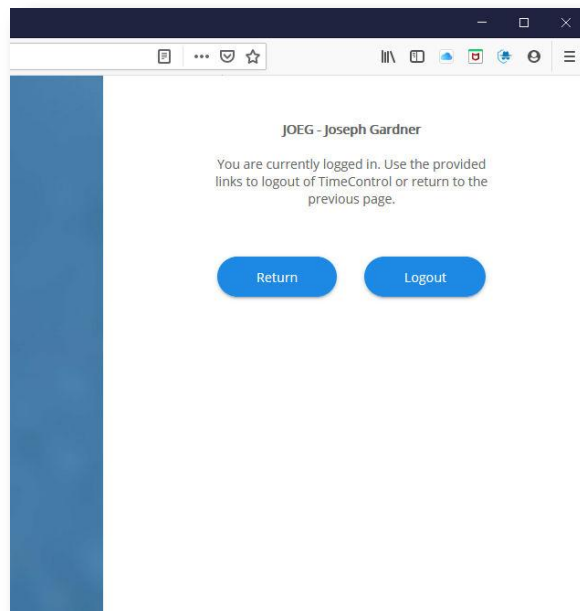 JOEG - Joseph Gardner
You are currently logged in. Use the provided
links to logout of TimeControl or return to the
previous page.
Return
Logout